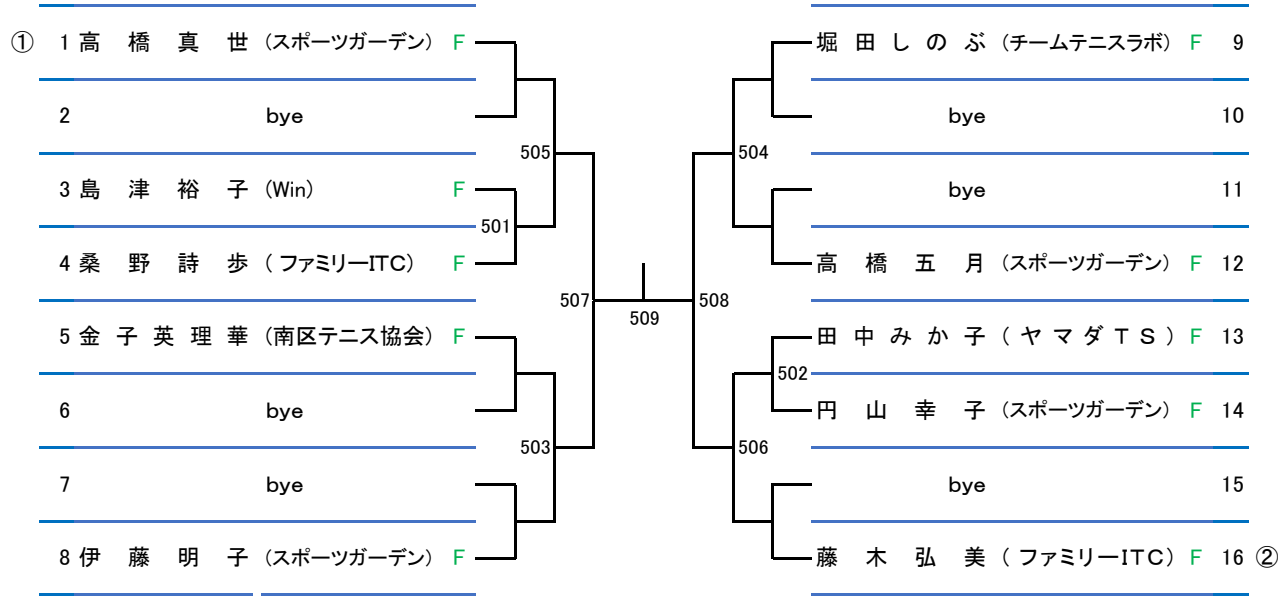 ① 1 高橋真世 (スポーツガーデン) F
2 bye
505
3 島津裕子 (Win) F
501
4 桑野詩歩 ( ファミリーITC) F
507
5 金子英理華 (南区テニス協会) F
6 bye
503
7 bye
8 伊藤明子 (スポーツガーデン) F
509
堀田しのぶ (チームテニスラボ) F 9
bye 10
504
bye 11
高橋五月 (スポーツガーデン) F 12
508
田中みか子 ( ヤマダTS ) F 13
502
円山幸子 (スポーツガーデン) F 14
506
bye 15
藤木弘美 ( ファミリーITC) F 16 ②